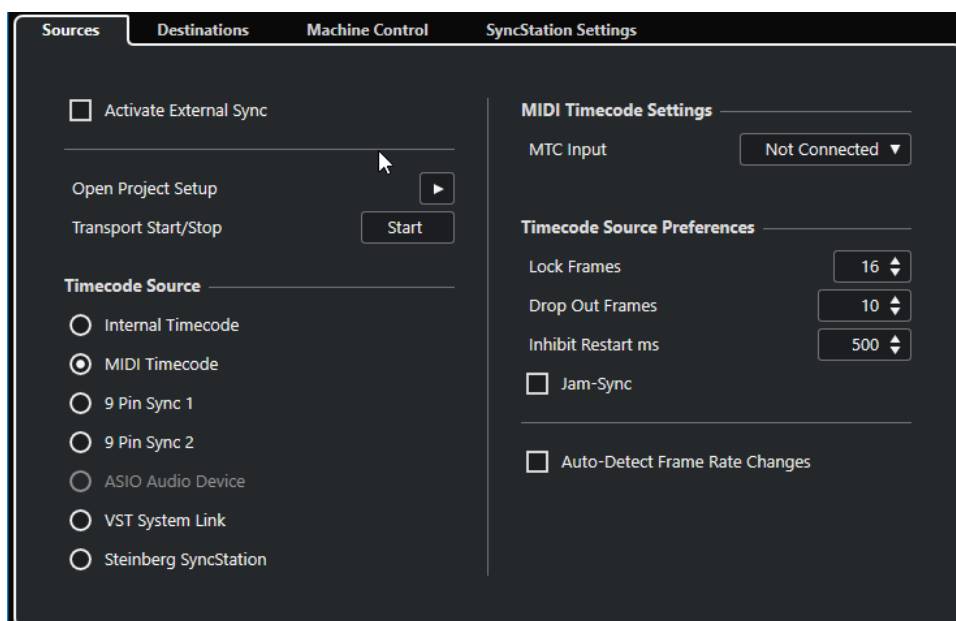 Sources Destinations Machine Control SyncStation Settings
Activate External Sync
Open Project Setup
Transport Start/Stop Start
Timecode Source
Internal Timecode
MIDI Timecode
9 Pin Sync 1
9 Pin Sync 2
ASIO Audio Device
VST System Link
Steinberg SyncStation
MIDI Timecode Settings
MTC Input Not Connected
Timecode Source Preferences
Lock Frames 16
Drop Out Frames 10
Inhibit Restart ms 500
Jam-Sync
Auto-Detect Frame Rate Changes